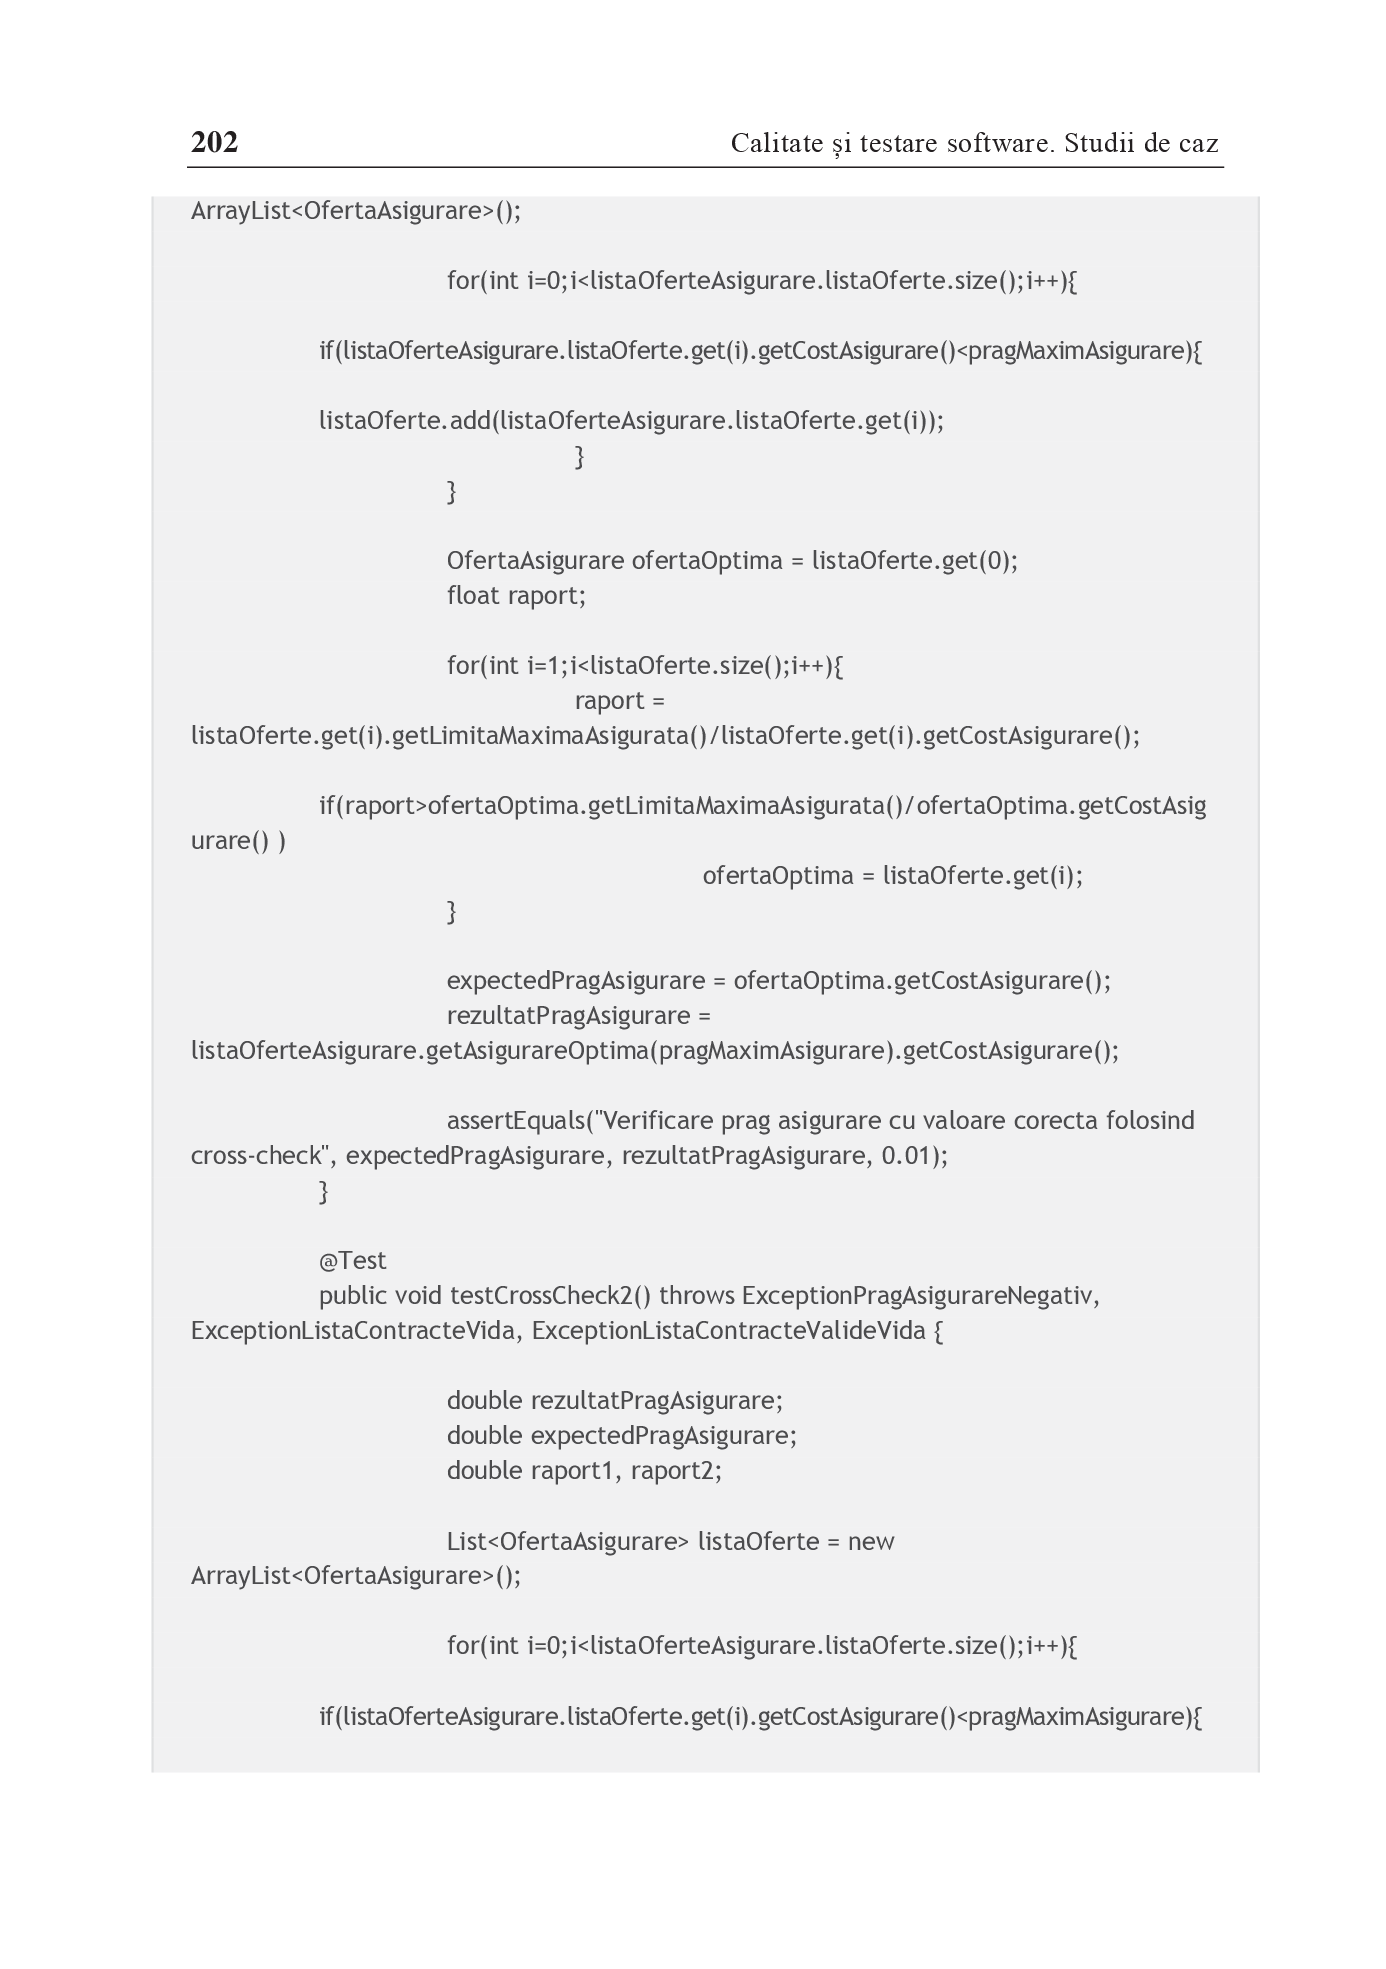 202 Calitate și testare software. Studii de caz
ArrayList<OfertaAsigurare>();
for(int i=0;i<listaOferteAsigurare.listaOferte.size();i++){
if(listaOferteAsigurare.listaOferte.get(i).getCostAsigurare()<pragMaximAsigurare){
listaOferte.add(listaOferteAsigurare.listaOferte.get(i));
}
}
OfertaAsigurare ofertaOptima = listaOferte.get(0);
float raport;
for(int i=1;i<listaOferte.size();i++){
raport =
listaOferte.get(i).getLimitaMaximaAsigurata()/listaOferte.get(i).getCostAsigurare();
if(raport>ofertaOptima.getLimitaMaximaAsigurata()/ofertaOptima.getCostAsig
urare() )
ofertaOptima = listaOferte.get(i);
}
expectedPragAsigurare = ofertaOptima.getCostAsigurare();
rezultatPragAsigurare =
listaOferteAsigurare.getAsigurareOptima(pragMaximAsigurare).getCostAsigurare();
assertEquals("Verificare prag asigurare cu valoare corecta folosind
cross-check", expectedPragAsigurare, rezultatPragAsigurare, 0.01);
}
@Test
public void testCrossCheck2() throws ExceptionPragAsigurareNegativ,
ExceptionListaContracteVida, ExceptionListaContracteValideVida {
double rezultatPragAsigurare;
double expectedPragAsigurare;
double raport1, raport2;
List<OfertaAsigurare> listaOferte = new
ArrayList<OfertaAsigurare>();
for(int i=0;i<listaOferteAsigurare.listaOferte.size();i++){
if(listaOferteAsigurare.listaOferte.get(i).getCostAsigurare()<pragMaximAsigurare){